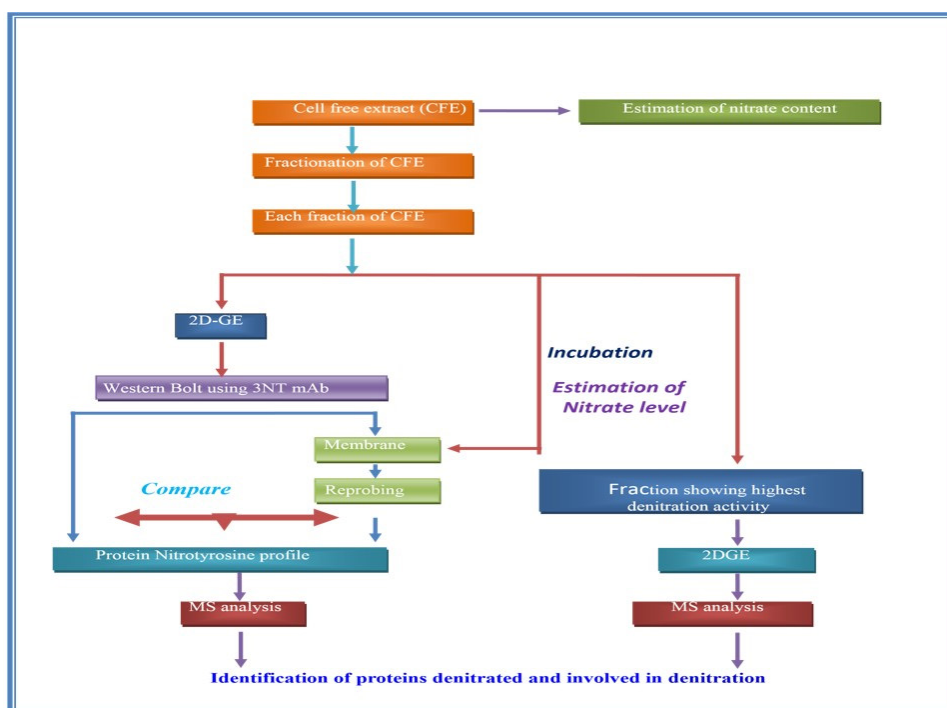 Cell free extract (CFE)
Estimation of nitrate content
Fractionation of CFE
Each fraction of CFE
2D-GE
Incubation
Western Bolt using 3NT mAb
Estimation of
Nitrate level
Membrane
Reprobing
Compare
Fraction showing highest
denitration activity
Protein Nitrotyrosine profile
2DGE
MS analysis
MS analysis
Identification of proteins denitrated and involved in denitration